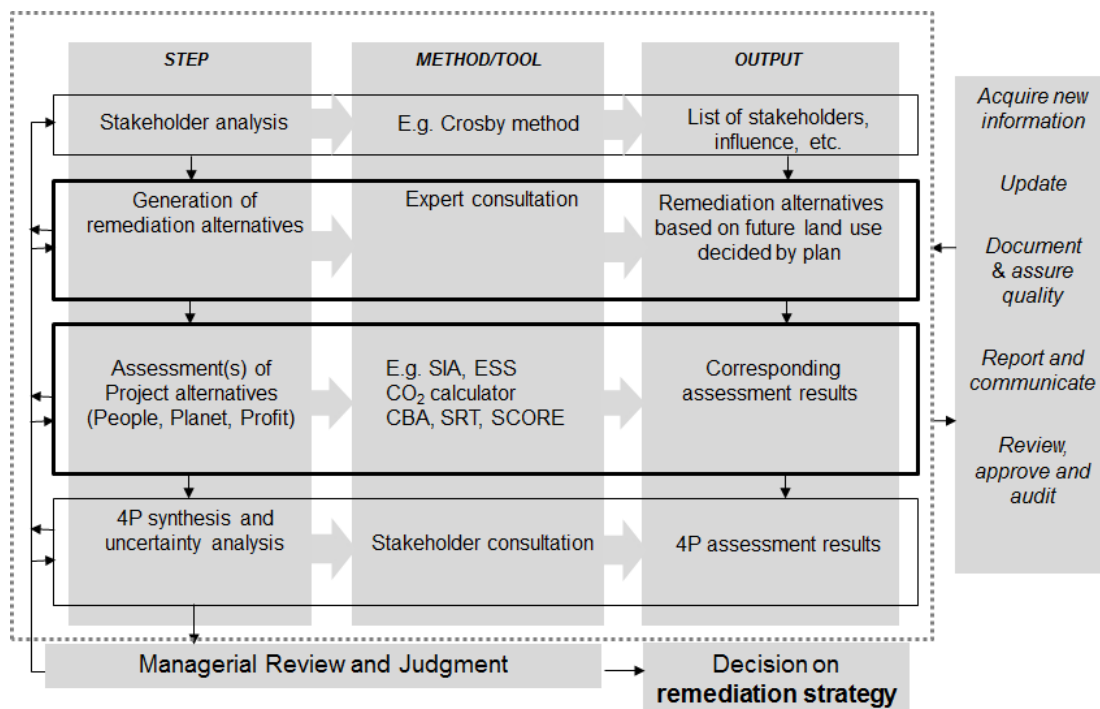 STEP
METHOD/TOOL
OUTPUT
Stakeholder analysis
E.g. Crosby method
List of stakeholders,
influence, etc.
Generation of
remediation alternatives
Expert consultation
Remediation alternatives
based on future land use
decided by plan
Assessment(s) of
Project alternatives
(People, Planet, Profit)
E.g. SIA, ESS
CO₂ calculator
CBA, SRT, SCORE
Corresponding
assessment results
4P synthesis and
uncertainty analysis
Stakeholder consultation
4P assessment results
Managerial Review and Judgment
Decision on
remediation strategy
Acquire new
information
Update
Document
& assure
quality
Report and
communicate
Review,
approve and
audit